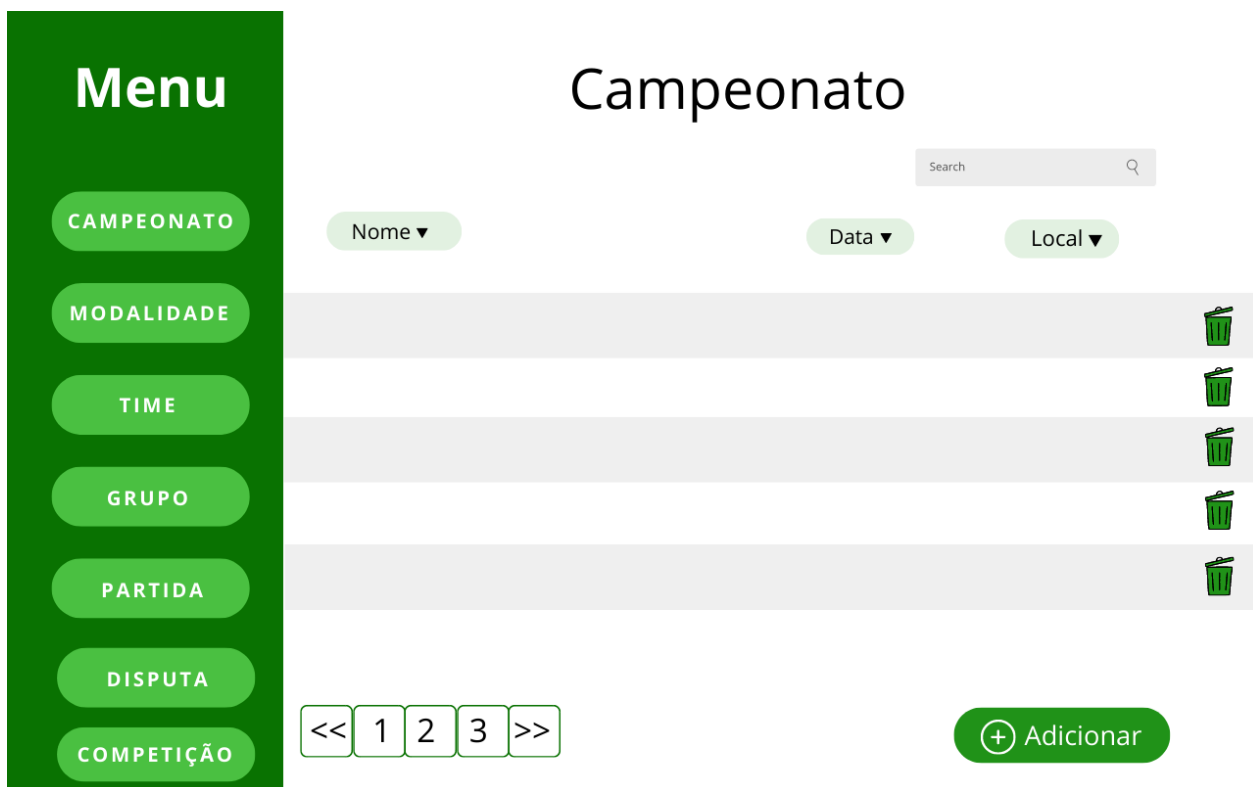 Menu
CAMPEONATO
MODALIDADE
TIME
GRUPO
PARTIDA
DISPUTA
COMPETIÇÃO
Campeonato
Search
Nome ▼
Data ▼
Local ▼
<< 1 2 3 >>
Adicionar